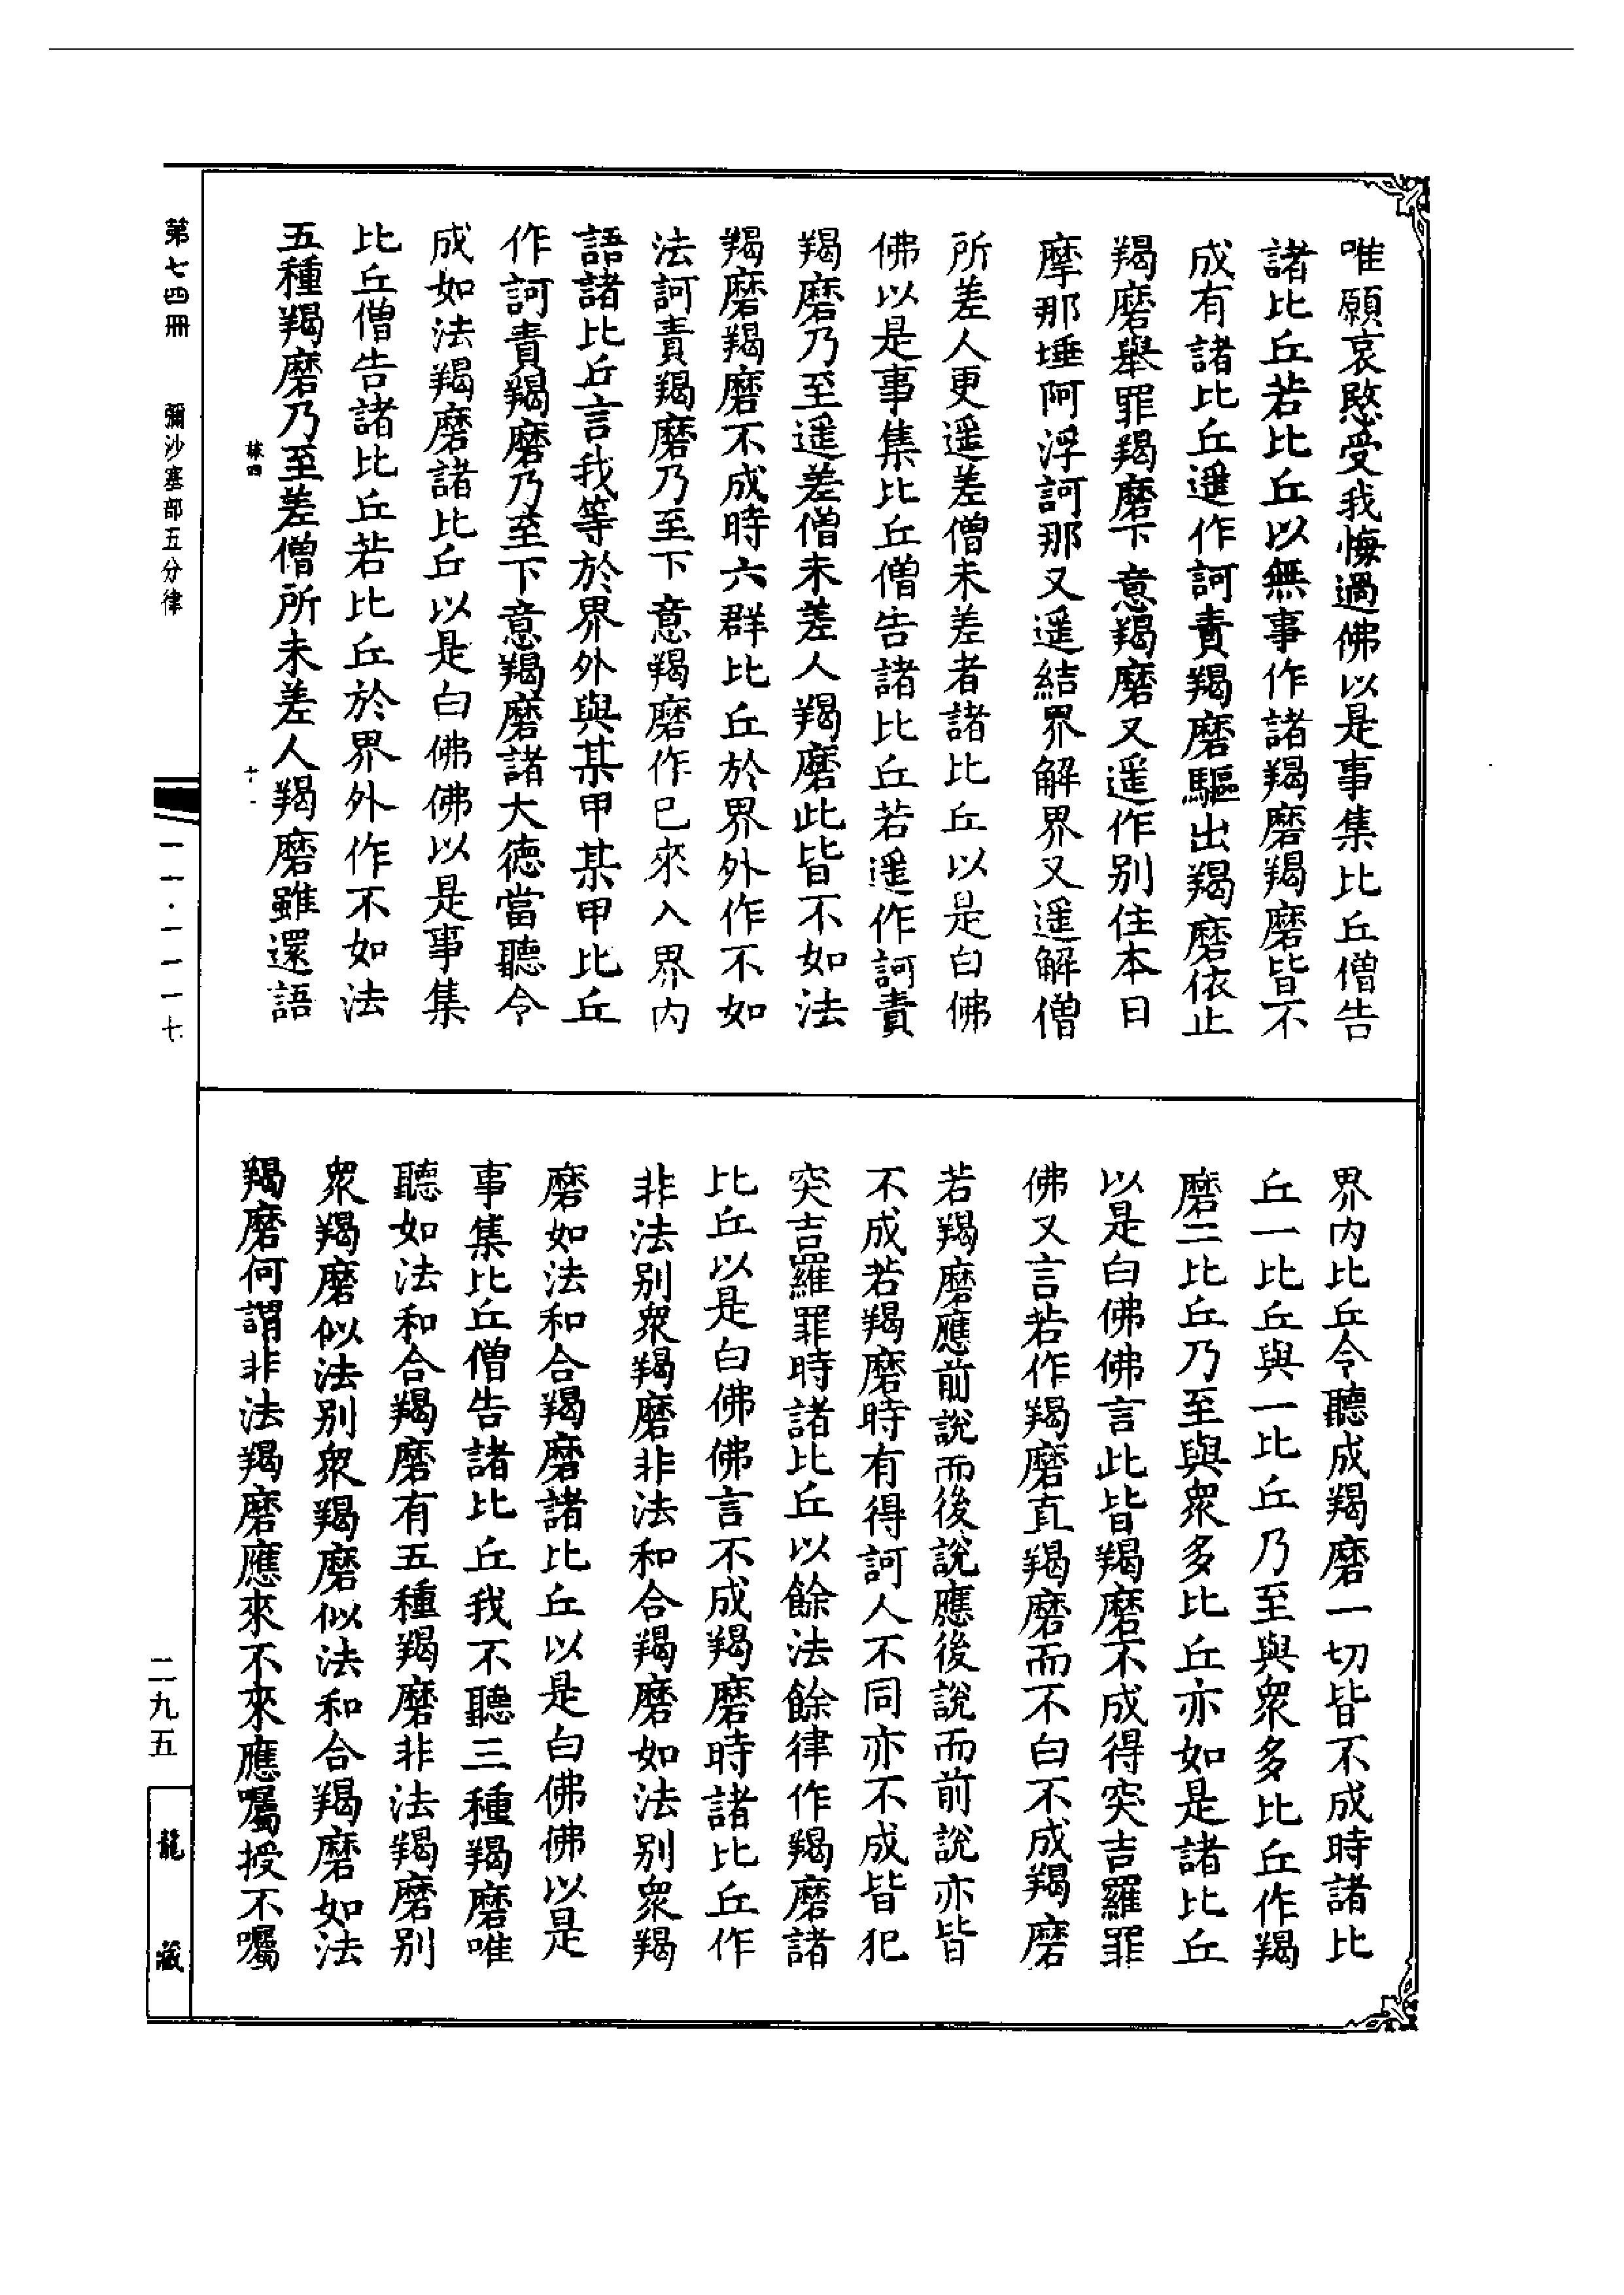 唯願哀愍受我悔過佛以是事集比丘僧告
諸比丘若比丘以無事作諸羯磨羯磨皆不
成有諸比丘遥作訶責羯磨驅出羯磨依止
羯磨舉罪羯磨下意羯磨又遥作别住本日
摩那埵阿浮訶那又遥結界解界又遥解僧
所差人更遥差僧未差者諸比丘以是白佛
佛以是事集比丘僧告諸比丘若遥作訶責
羯磨乃至遥差僧未差人羯磨此皆不如法
羯磨羯磨不成時六群比丘於界外作不如
法訶責羯磨乃至下意羯磨作已來入界内
語諸比丘言我等於界外與某甲某甲比丘
作訶責羯磨乃至下意羯磨諸大德當聽令
成如法羯磨諸比丘以是白佛佛以是事集
比丘僧告諸比丘若比丘於界外作不如法
五種羯磨乃至差僧所未差人羯磨雖還語
界内比丘令聽成羯磨一切皆不成時諸比
丘一比丘與一比丘乃至與衆多比丘作羯
磨二比丘乃至與衆多比丘亦如是諸比丘
以是白佛佛言此皆羯磨不成得突吉羅罪
佛又言若作羯磨直羯磨而不白不成羯磨
若羯磨應前說而後說應後說而前說亦皆
不成若羯磨時有得訶人不同亦不成皆犯
突吉羅罪時諸比丘以餘法餘律作羯磨諸
比丘以是白佛佛言不成羯磨時諸比丘作
非法别衆羯磨非法和合羯磨如法别衆羯
磨如法和合羯磨諸比丘以是白佛佛以是
事集比丘僧告諸比丘我不聽三種羯磨唯
聽如法和合羯磨有五種羯磨非法羯磨别
衆羯磨似法别衆羯磨似法和合羯磨如法
羯磨何謂非法羯磨應來不來應囑授不囑
第七四冊
彌沙塞部五分律
一一·一一一七
二九五
龍藏